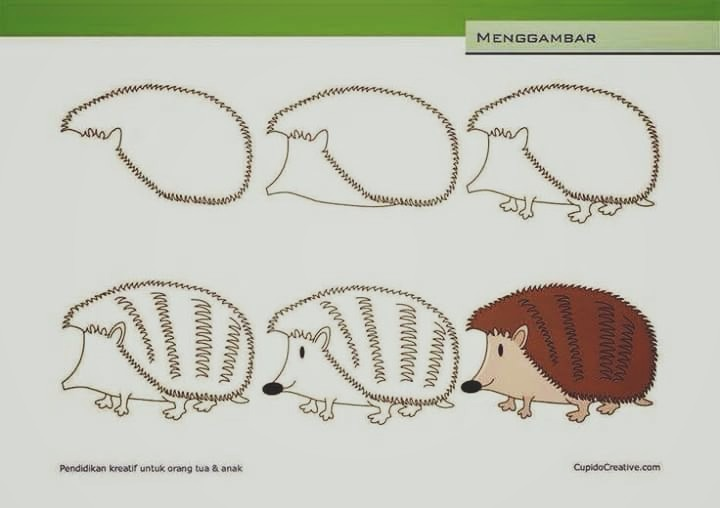 MENGGAMBAR
Pendidikan kreatif untuk orang tua & anak
CupidoCreative.com